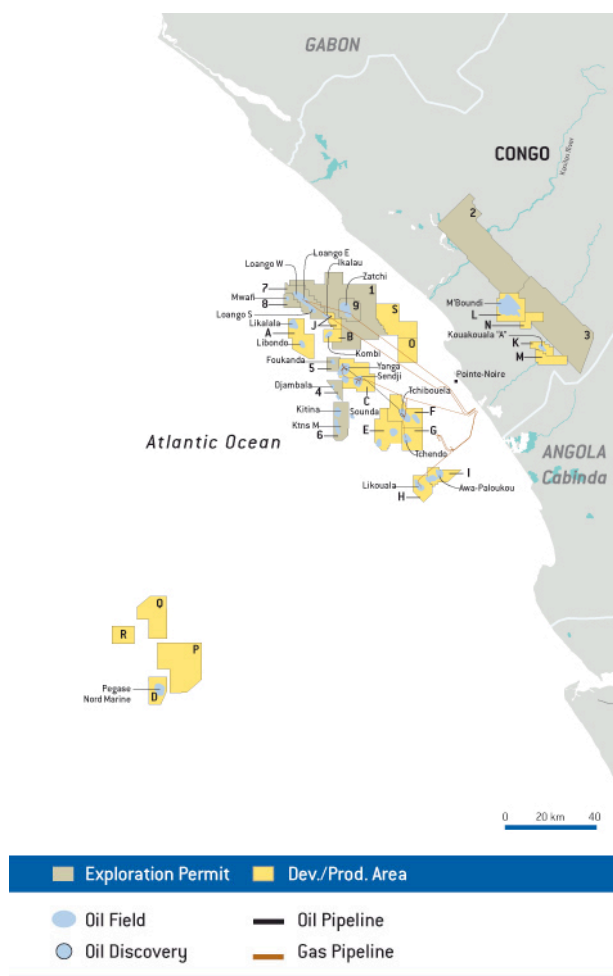 GABON
CONGO
Kouilou River
2
Loango E
Loango W
Ikalau
Zatchi
7
1
Mwafi
8
9
S
M'Boundi
Loango S
J
L
Likalala
N
Kouakouala "A"
A
B
O
K
3
Libondo
Kombi
M
Foukanda
Yanga
5
Sendji
Pointe-Noire
Djambala
4
C
Tchibouela
Kitina
Sounda
F
Ktns M
E
G
6
Atlantic Ocean
Tchendo
ANGOLA
Cabinda
I
Likouala
Awa-Paloukou
H
Q
R
P
Pegase
Nord Marine
D
0 20 km 40
Exploration Permit Dev./Prod. Area
Oil Field Oil Pipeline
Oil Discovery Gas Pipeline